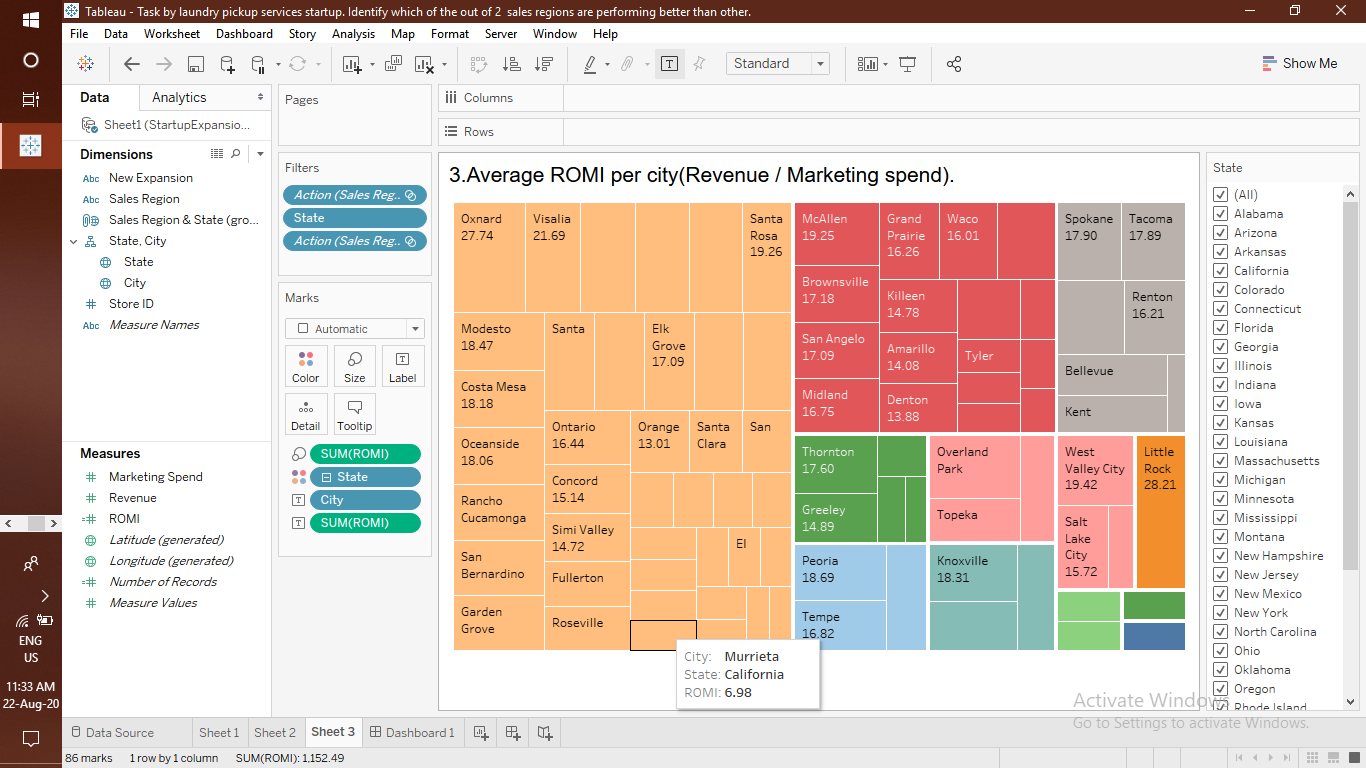 Tableau - Task by laundry pickup services startup. Identify which of the out of 2 sales regions are performing better than other.
File Data Worksheet Dashboard Story Analysis Map Format Server Window Help
Standard
Show Me
Data Analytics
Sheet1 (StartupExpansio...
Dimensions
Abc New Expansion
Abc Sales Region
Sales Region & State (gro...
State, City
State
City
Store ID
Abc Measure Names
Measures
Marketing Spend
Revenue
ROMI
Latitude (generated)
Longitude (generated)
Number of Records
Measure Values
Pages
Filters
Action (Sales Reg..
State
Action (Sales Reg..
Marks
Automatic
Color Size Label
Detail Tooltip
SUM(ROMI)
State
City
SUM(ROMI)
Columns
Rows
3.Average ROMI per city(Revenue / Marketing spend).
Oxnard
27.74
Visalia
21.69
Santa
Rosa
19.26
Modesto
18.47
Santa
Elk
Grove
17.09
Costa Mesa
18.18
Oceanside
18.06
Rancho
Cucamonga
San
Bernardino
Garden
Grove
Ontario
16.44
Concord
15.14
Simi Valley
14.72
Fullerton
Roseville
Orange
13.01
Santa
Clara
San
El
McAllen
19.25
Brownsville
17.18
San Angelo
17.09
Midland
16.75
Grand
Prairie
16.26
Waco
16.01
Killeen
14.78
Amarillo
14.08
Denton
13.88
Tyler
Spokane
17.90
Tacoma
17.89
Renton
16.21
Bellevue
Kent
Thornton
17.60
Greeley
14.89
Overland
Park
Topeka
West
Valley City
19.42
Salt
Lake
City
15.72
Little
Rock
28.21
Peoria
18.69
Tempe
16.82
Knoxville
18.31
City: Murrieta
State: California
ROMI: 6.98
State
(All)
Alabama
Arizona
Arkansas
California
Colorado
Connecticut
Florida
Georgia
Illinois
Indiana
Iowa
Kansas
Louisiana
Massachusetts
Michigan
Minnesota
Mississippi
Montana
New Hampshire
New Jersey
New Mexico
New York
North Carolina
Ohio
Oklahoma
Oregon
Rhode Island
Activate Windows
Go to Settings to activate Windows.
ENG
US
11:33 AM
22-Aug-20
Data Source Sheet 1 Sheet 2 Sheet 3 Dashboard 1
86 marks 1 row by 1 column SUM(ROMI): 1,152.49